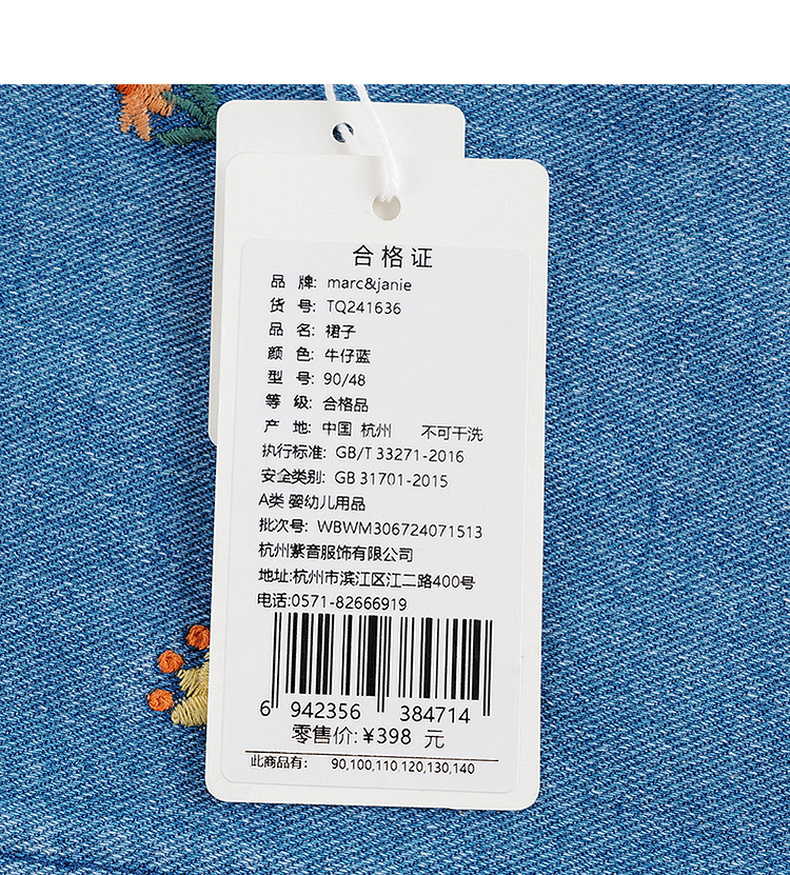 合格证
品 牌: marc&janie
货 号: TQ241636
品 名: 裙子
颜 色: 牛仔蓝
型 号: 90/48
等 级: 合格品
产 地: 中国 杭州 不可干洗
执行标准: GB/T 33271-2016
安全类别: GB 31701-2015
A类 婴幼儿用品
批次号: WBWM306724071513
杭州紫音服饰有限公司
地址:杭州市滨江区江二路400号
电话:0571-82666919
6 942356 384714
零售价:¥398 元
此商品有: 90,100,110,120,130,140